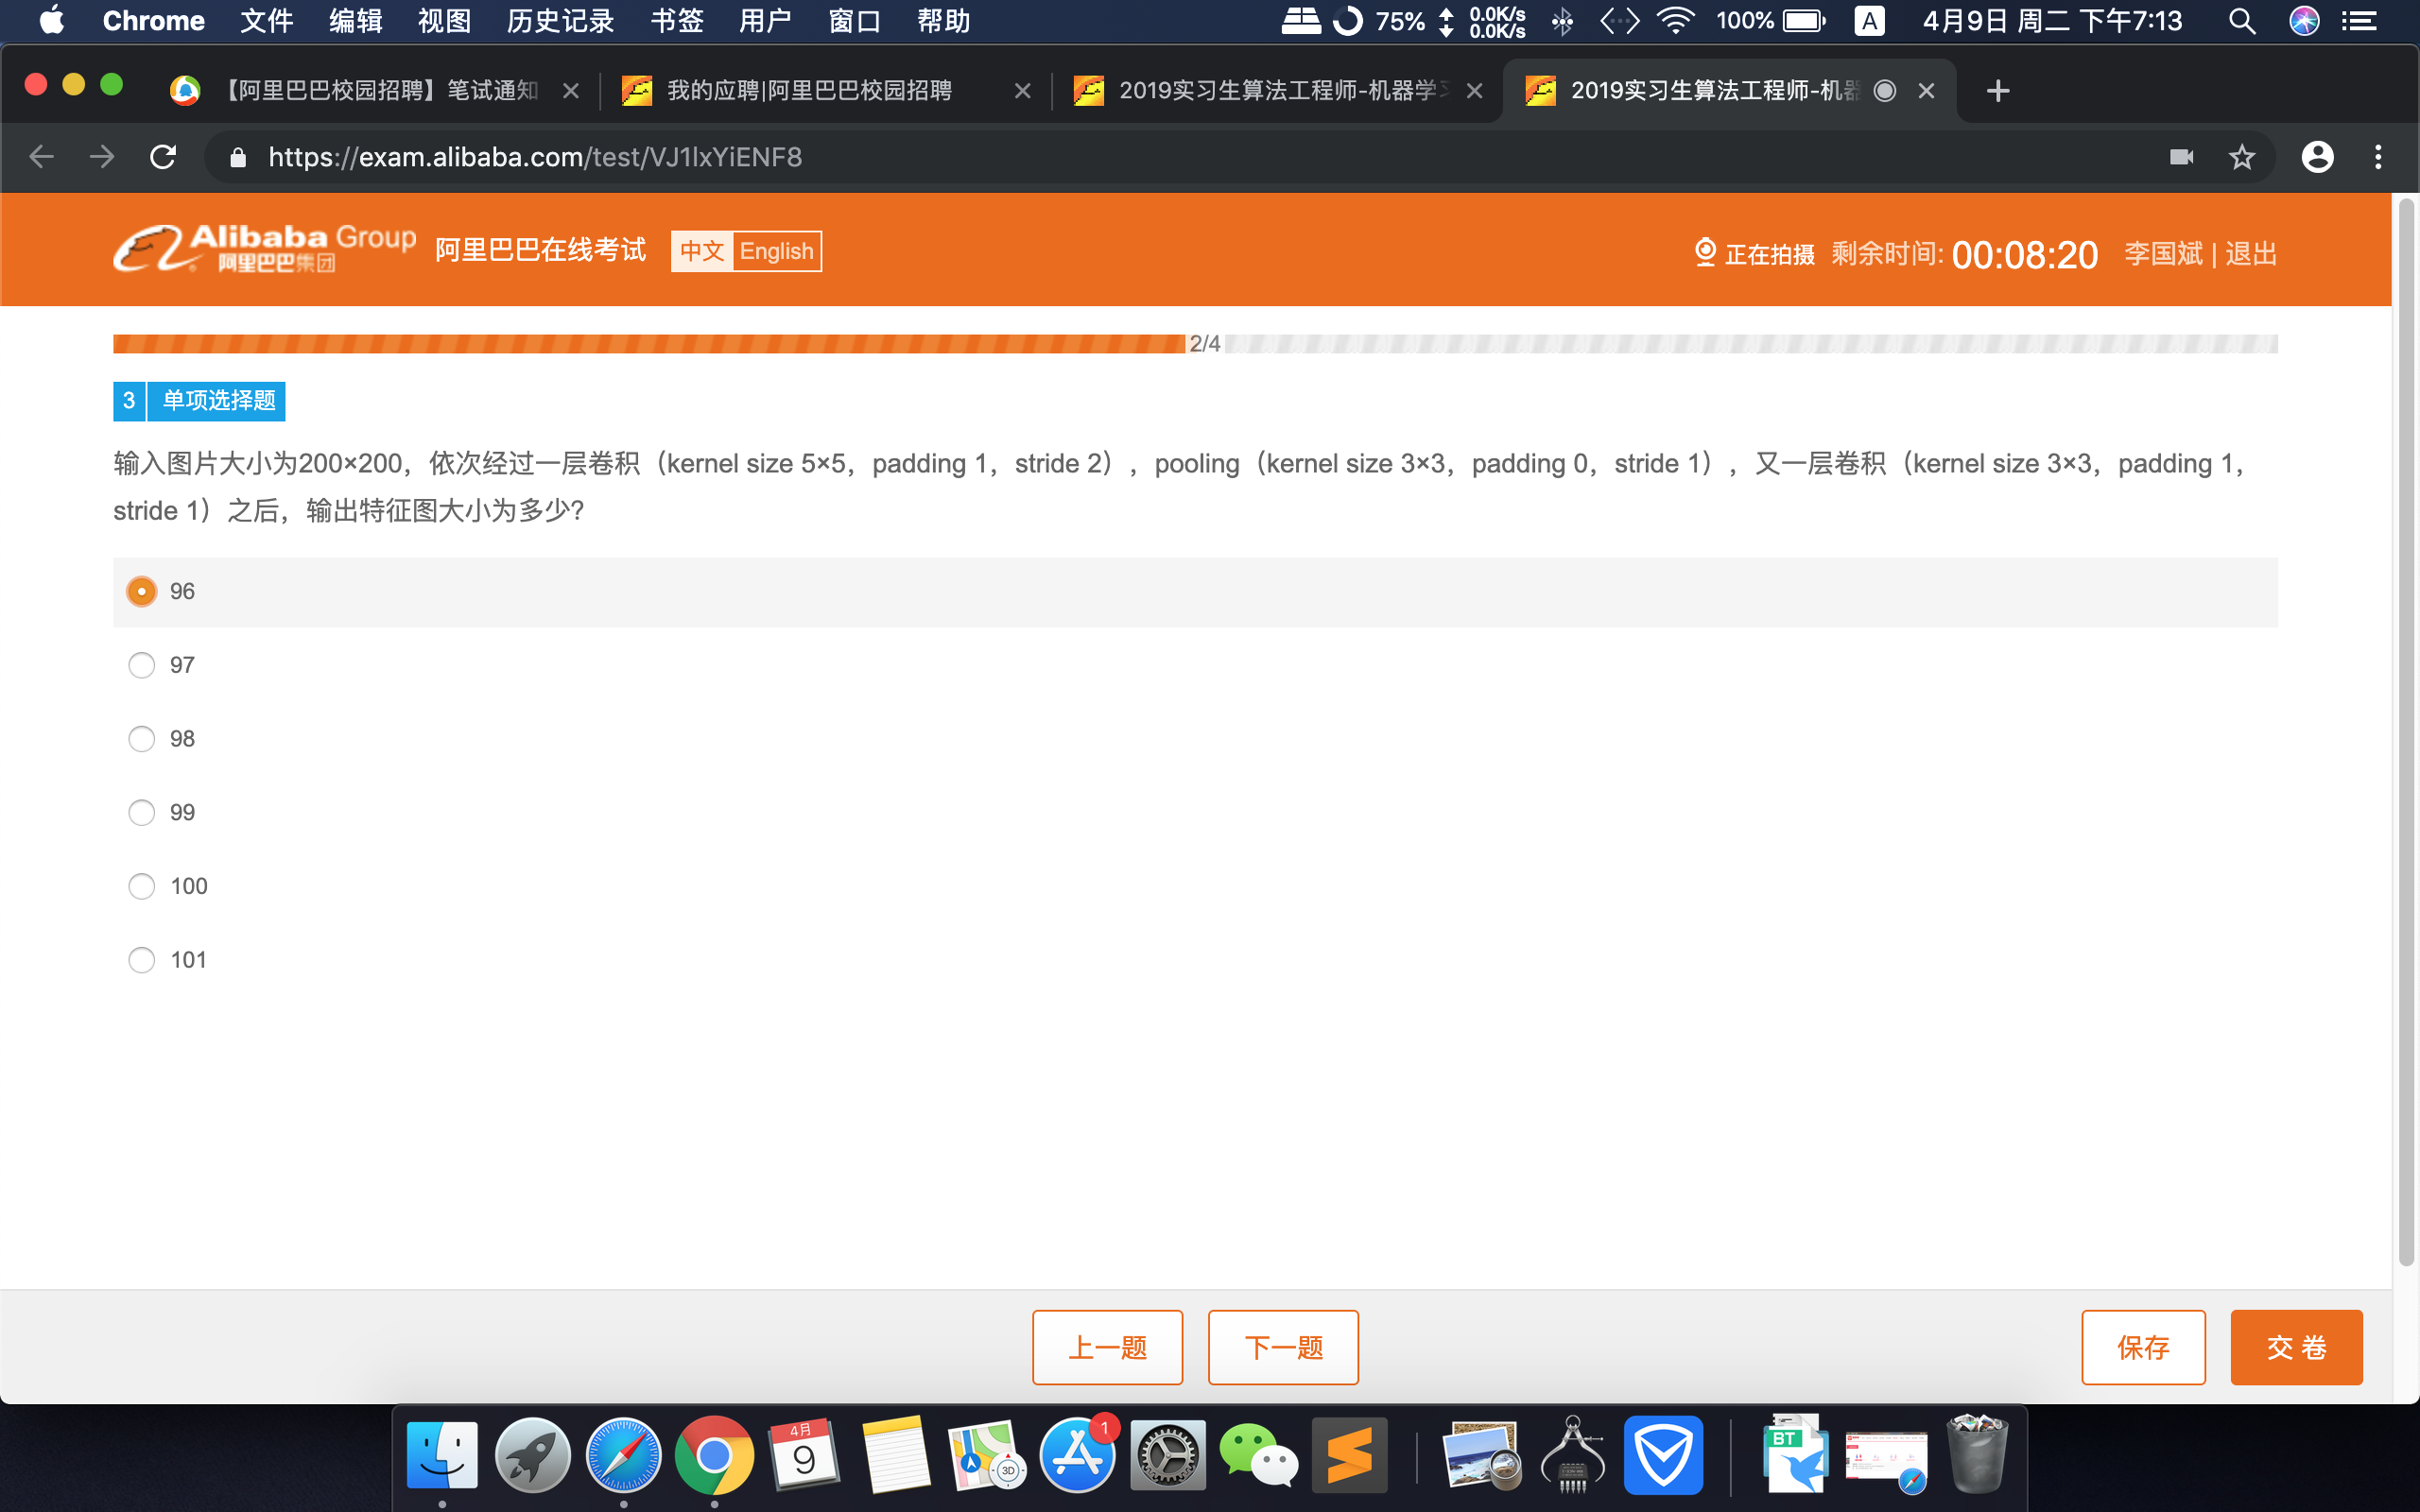 Chrome 文件 编辑 视图 历史记录 书签 用户 窗口 帮助 75% 0.0K/s 0.0K/s 100% A 4月9日 周二 下午7:13
【阿里巴巴校园招聘】笔试通知 我的应聘|阿里巴巴校园招聘 2019实习生算法工程师-机器学 2019实习生算法工程师-机器
https://exam.alibaba.com/test/VJ1lxYiENF8
Alibaba Group
阿里巴巴集团
阿里巴巴在线考试 中文 English 正在拍摄 剩余时间: 00:08:20 李国斌 | 退出
2/4
3 单项选择题
输入图片大小为200×200，依次经过一层卷积（kernel size 5×5，padding 1，stride 2），pooling（kernel size 3×3，padding 0，stride 1），又一层卷积（kernel size 3×3，padding 1，
stride 1）之后，输出特征图大小为多少？
96
97
98
99
100
101
上一题 下一题 保存 交 卷
4月
9
3D
1
BT